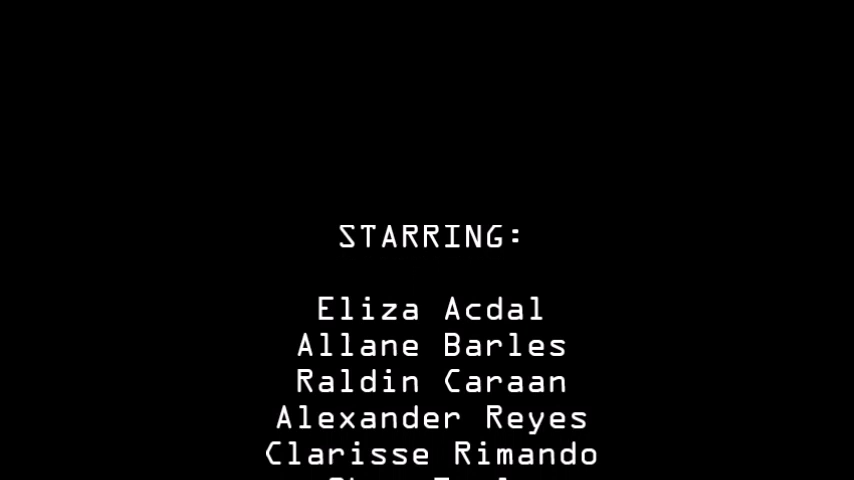 STARRING:
Eliza Acdal
Allane Barles
Raldin Caraan
Alexander Reyes
Clarisse Rimando